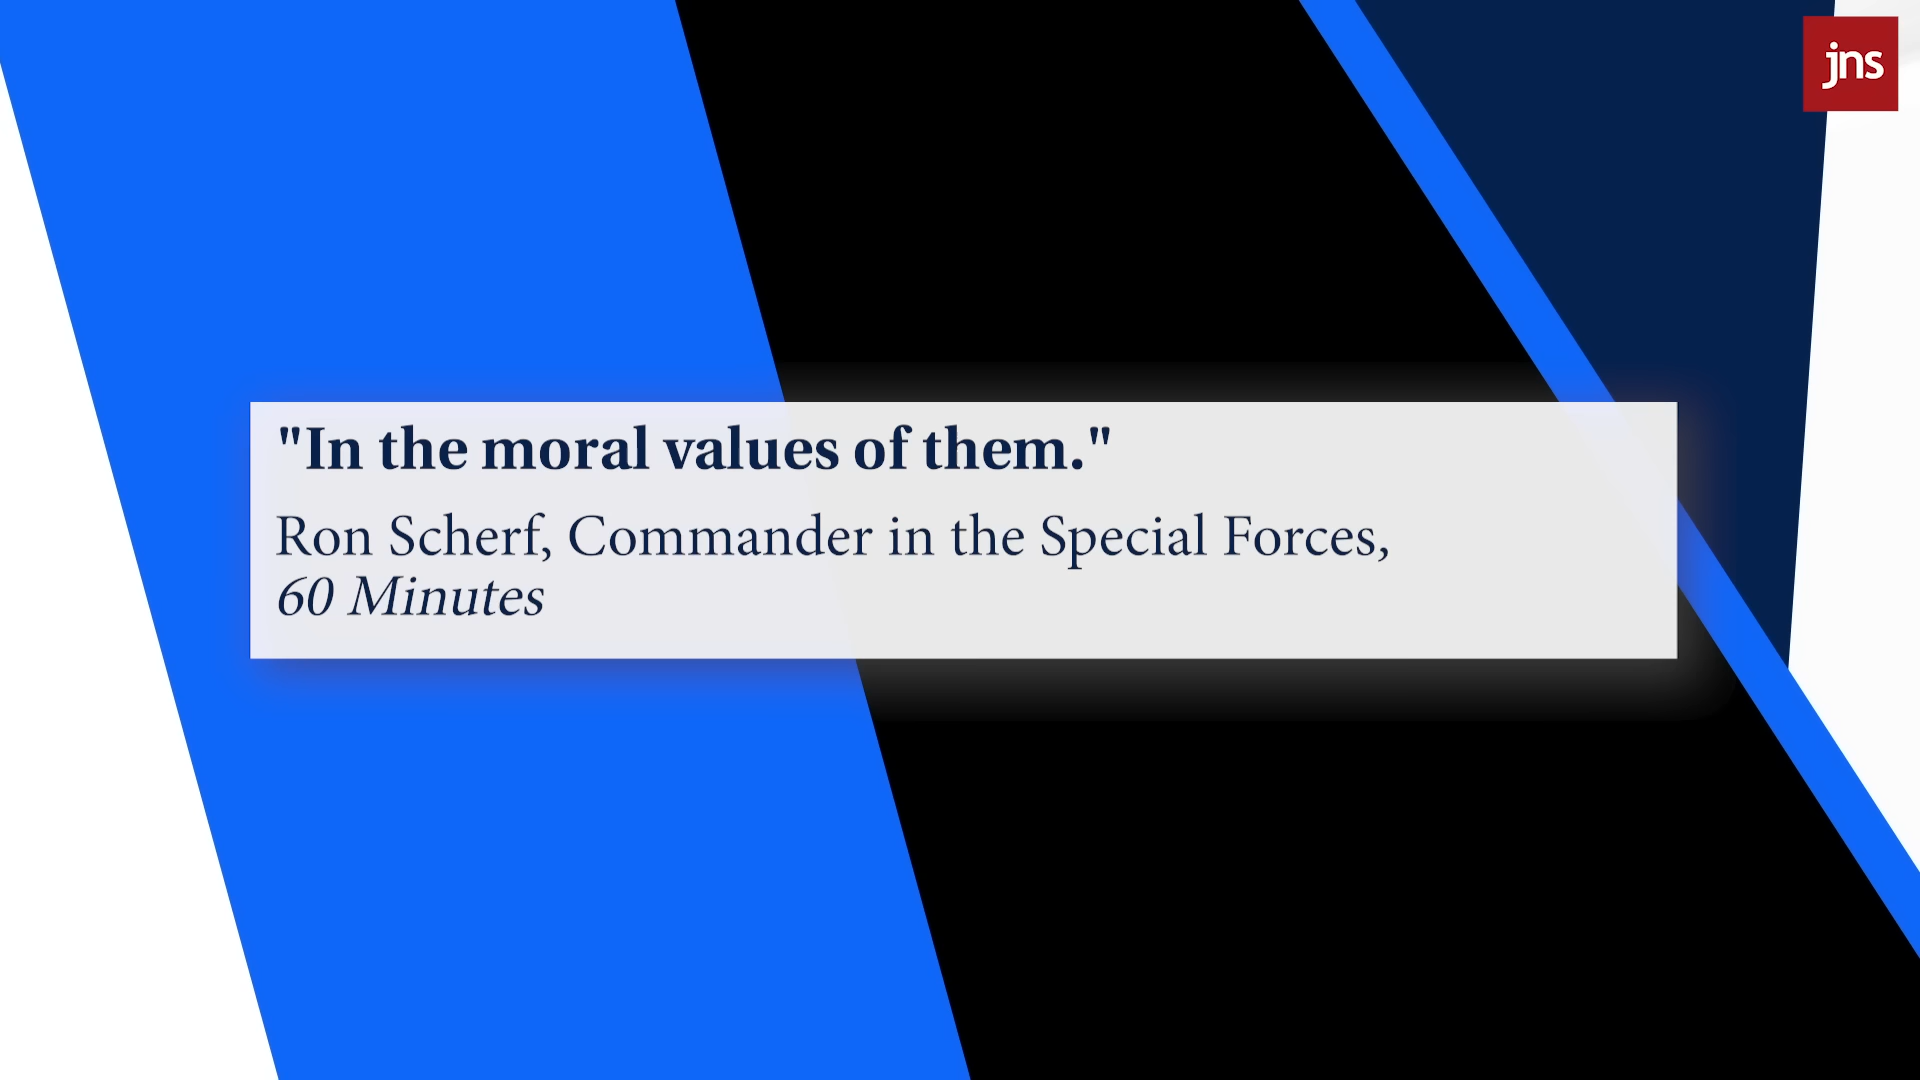 jns
"In the moral values of them."
Ron Scherf, Commander in the Special Forces,
60 Minutes